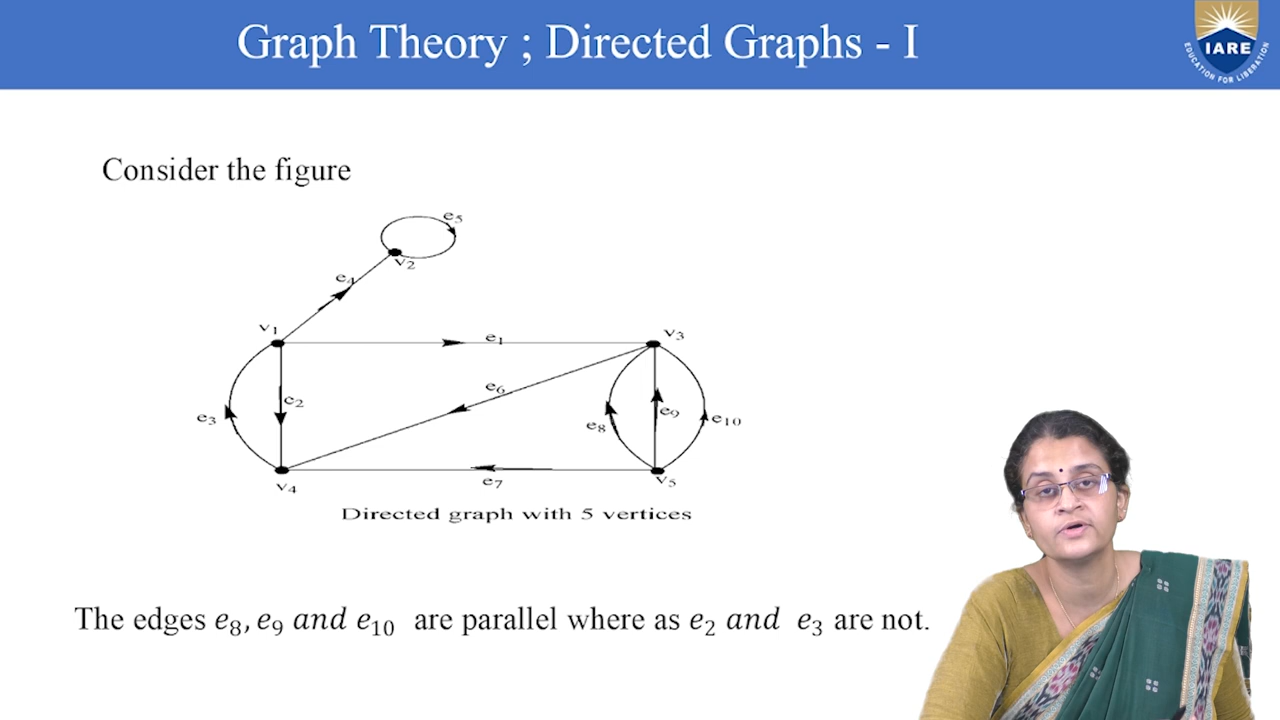 Graph Theory ; Directed Graphs - I
IARE
EDUCATION FOR LIBERATION
Consider the figure
e5
v2
e4
v1
e1
v3
e6
e2
e3
e8
e9
e10
v4
e7
v5
Directed graph with 5 vertices
The edges e₈, e₉ and e₁₀ are parallel where as e₂ and e₃ are not.